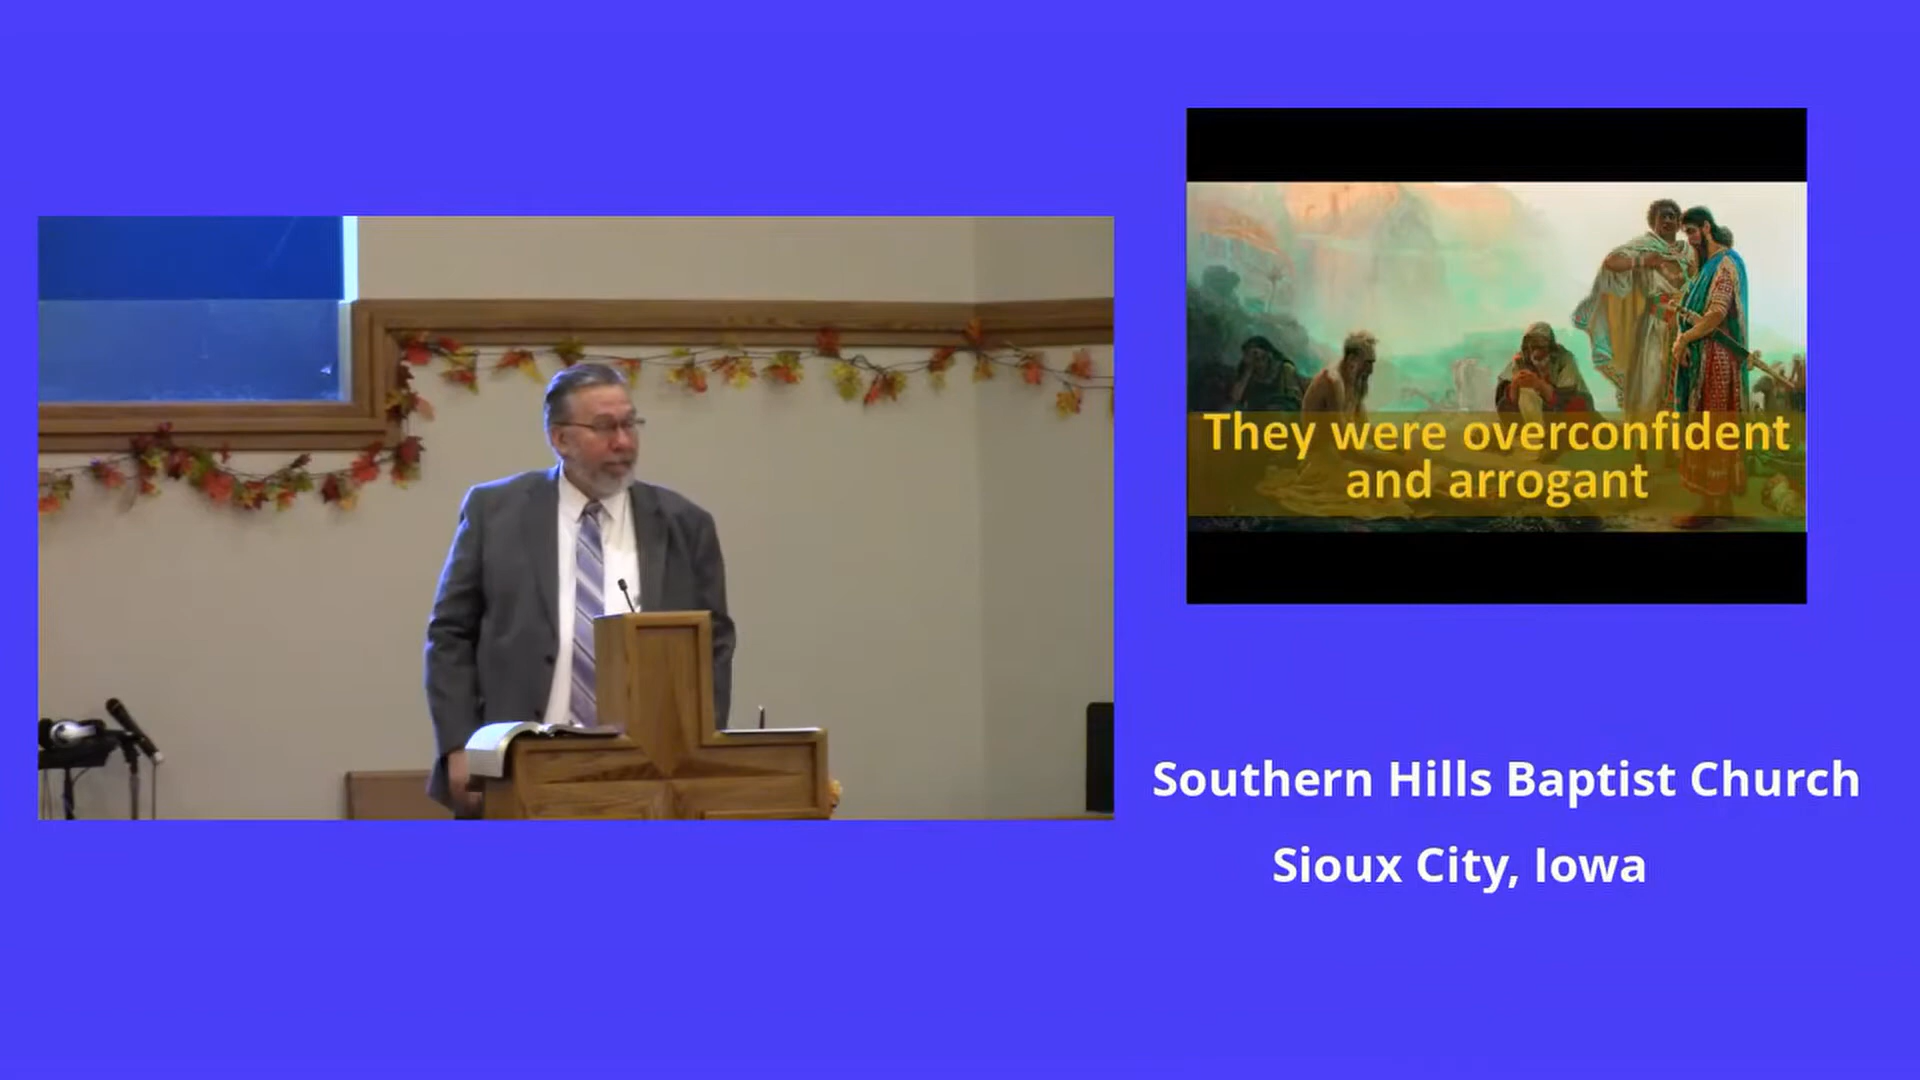 They were overconfident
and arrogant
Southern Hills Baptist Church
Sioux City, Iowa